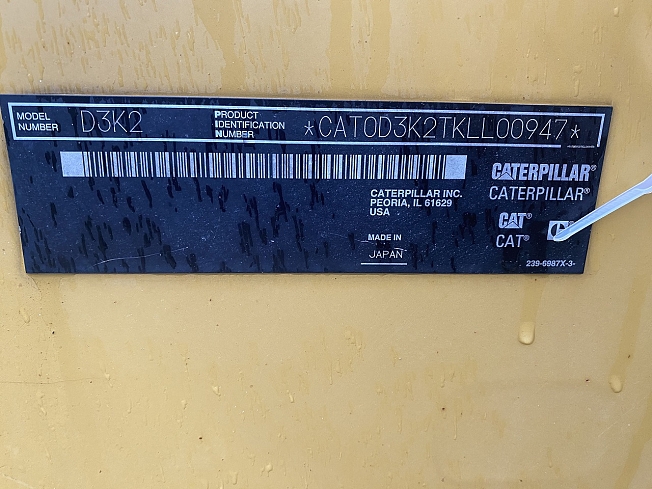 MODEL NUMBER D3K2
PRODUCT IDENTIFICATION NUMBER *CAT0D3K2TKLL00947*
CATERPILLAR®
CATERPILLAR®
CATERPILLAR INC.
PEORIA, IL 61629
USA
CAT®
CAT®
MADE IN
JAPAN
239-6987X-3-